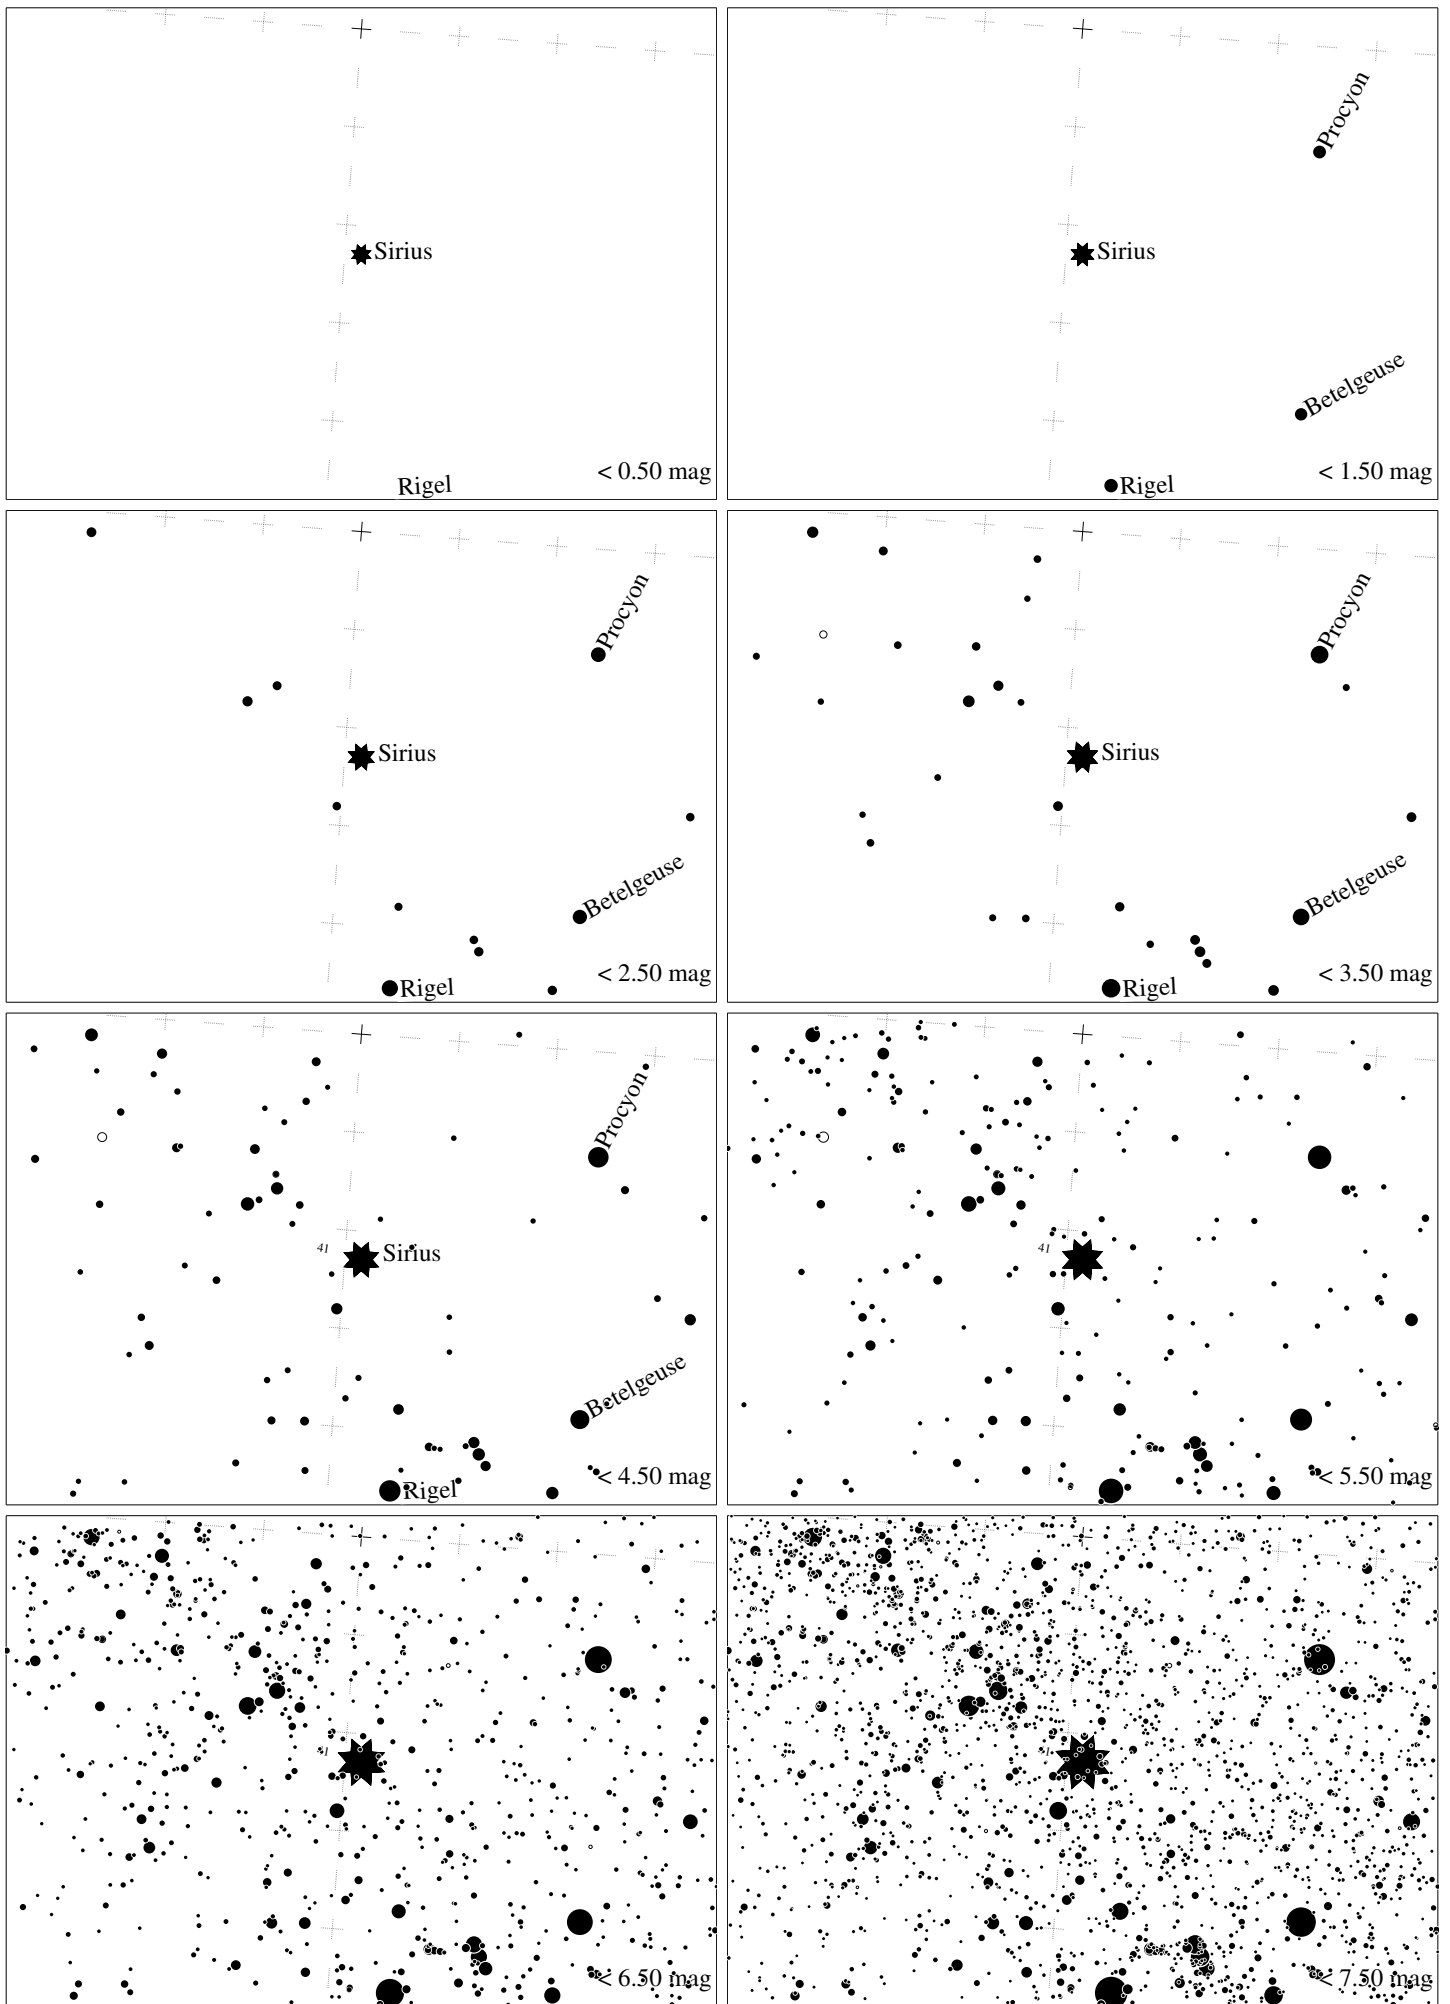 Sirius
Rigel
< 0.50 mag
Procyon
Sirius
Betelgeuse
Rigel
< 1.50 mag
Procyon
Sirius
Betelgeuse
Rigel
< 2.50 mag
Procyon
Sirius
Betelgeuse
Rigel
< 3.50 mag
Procyon
41
Sirius
Betelgeuse
Rigel
< 4.50 mag
41
< 5.50 mag
41
< 6.50 mag
41
< 7.50 mag